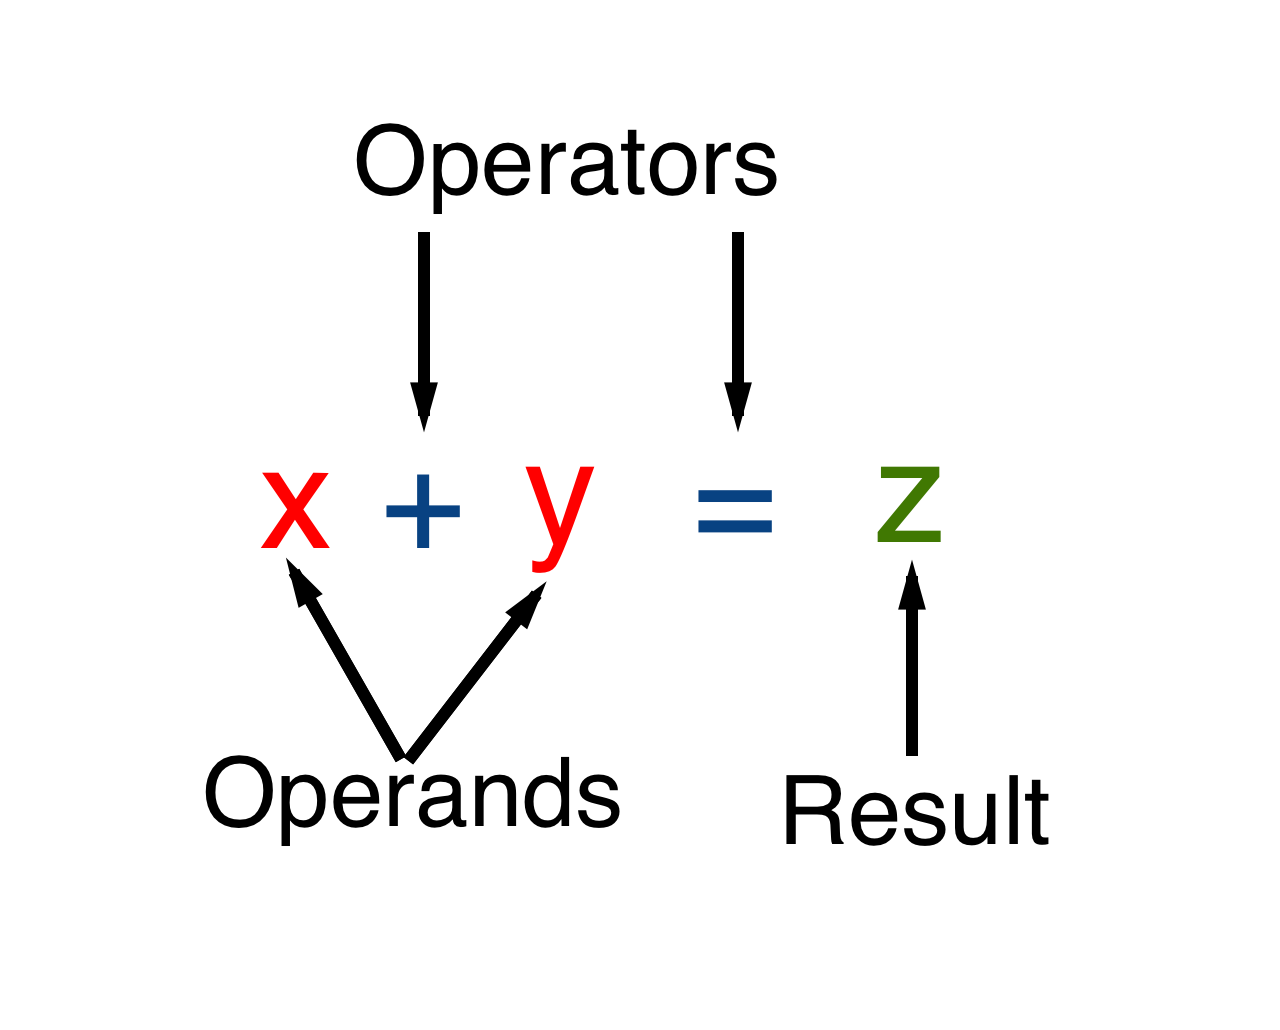 Operators
x + y = z
Operands
Result